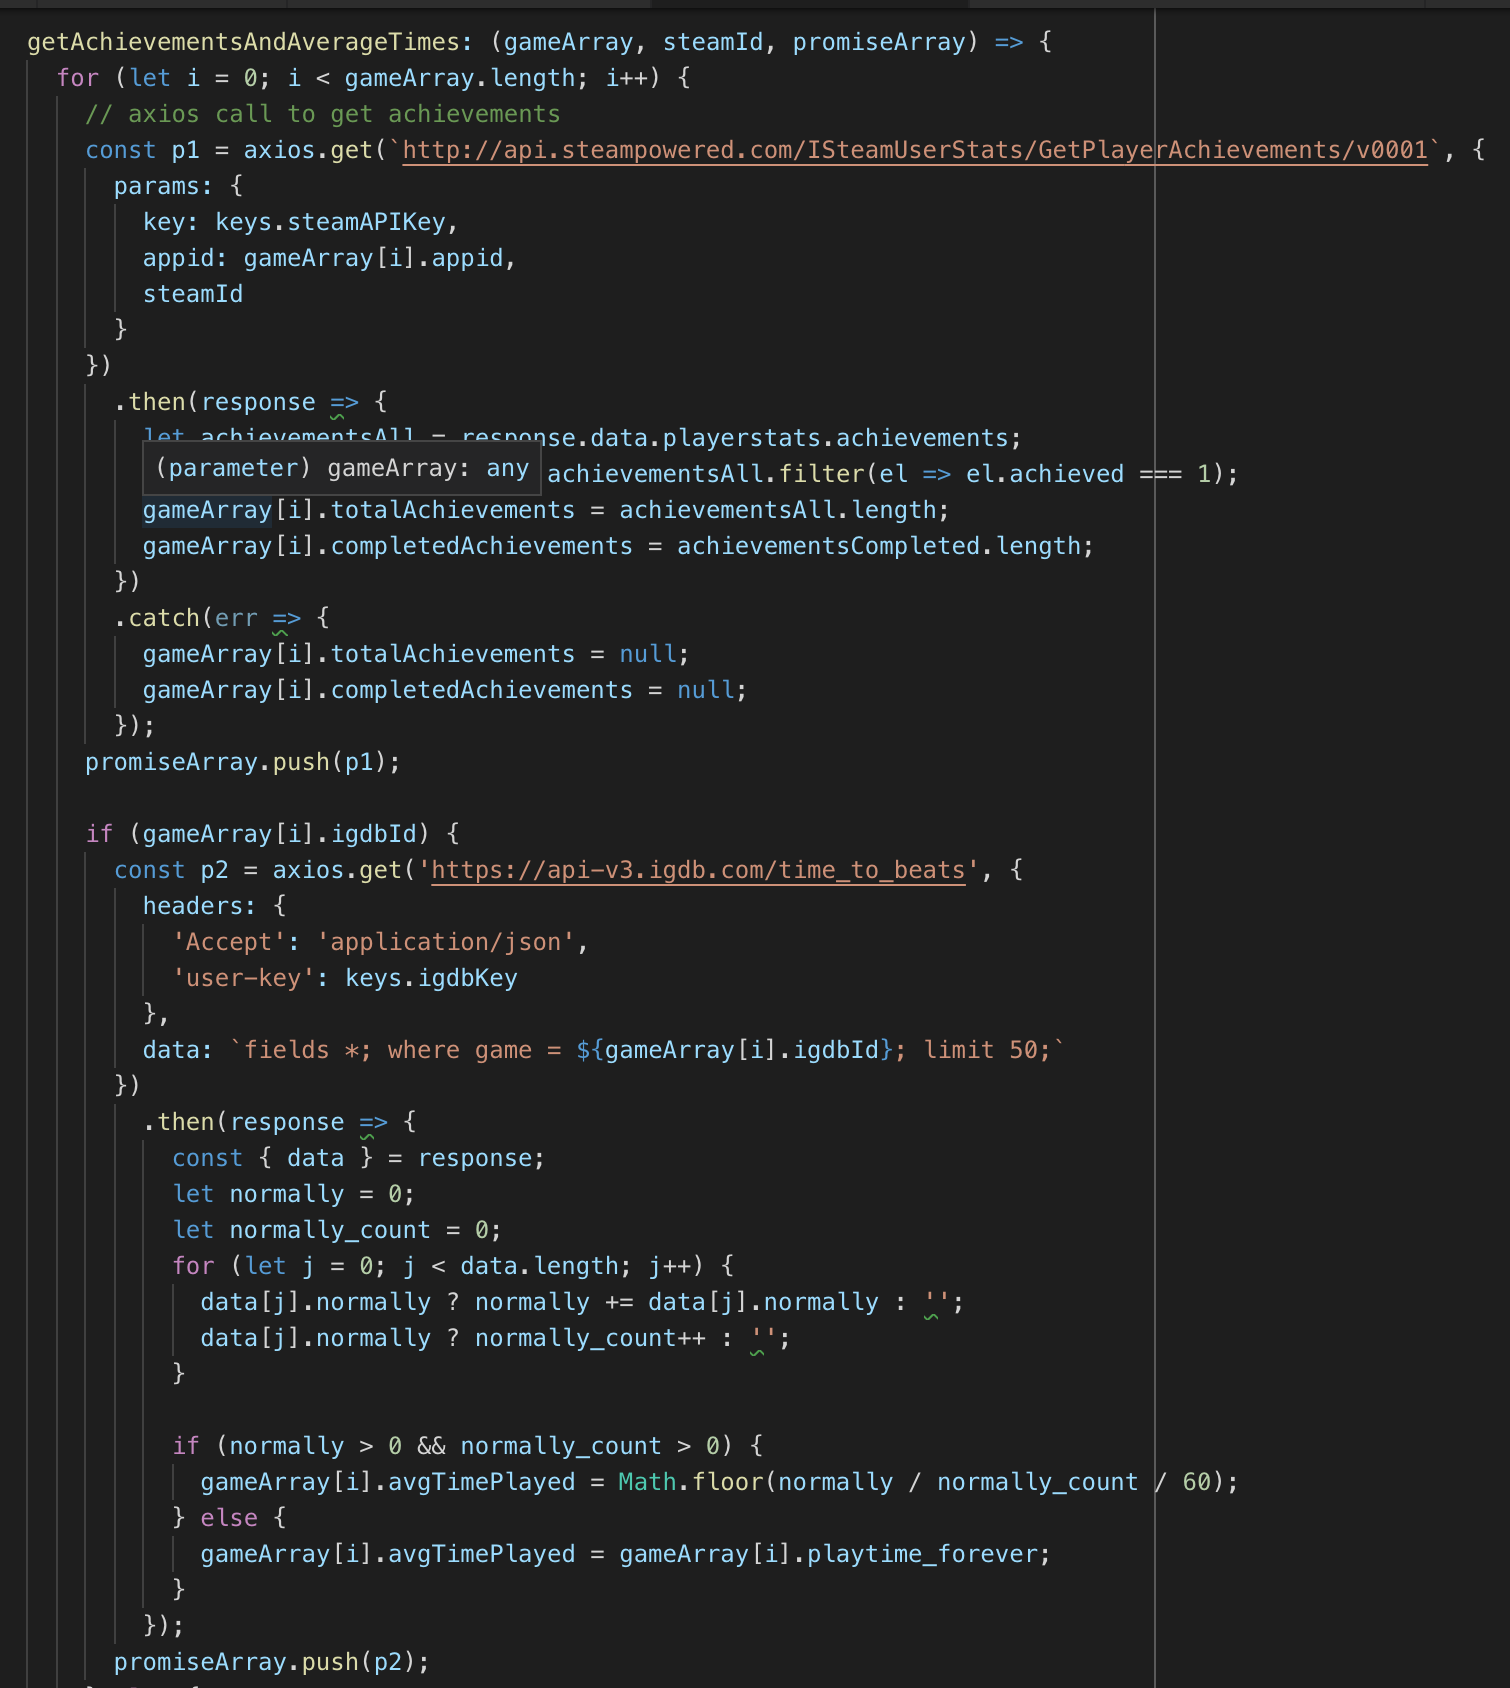 getAchievementsAndAverageTimes: (gameArray, steamId, promiseArray) => {
for (let i = 0; i < gameArray.length; i++) {
// axios call to get achievements
const p1 = axios.get(`http://api.steampowered.com/ISteamUserStats/GetPlayerAchievements/v0001`, {
params: {
key: keys.steamAPIKey,
appid: gameArray[i].appid,
steamId
}
})
.then(response => {
let achievementsAll = response.data.playerstats.achievements;
(parameter) gameArray: any
achievementsAll.filter(el => el.achieved === 1);
gameArray[i].totalAchievements = achievementsAll.length;
gameArray[i].completedAchievements = achievementsCompleted.length;
})
.catch(err => {
gameArray[i].totalAchievements = null;
gameArray[i].completedAchievements = null;
});
promiseArray.push(p1);
if (gameArray[i].igdbId) {
const p2 = axios.get('https://api-v3.igdb.com/time_to_beats', {
headers: {
'Accept': 'application/json',
'user-key': keys.igdbKey
},
data: `fields *; where game = ${gameArray[i].igdbId}; limit 50;`
})
.then(response => {
const { data } = response;
let normally = 0;
let normally_count = 0;
for (let j = 0; j < data.length; j++) {
data[j].normally ? normally += data[j].normally : '';
data[j].normally ? normally_count++ : '';
}
if (normally > 0 && normally_count > 0) {
gameArray[i].avgTimePlayed = Math.floor(normally / normally_count / 60);
} else {
gameArray[i].avgTimePlayed = gameArray[i].playtime_forever;
}
});
promiseArray.push(p2);